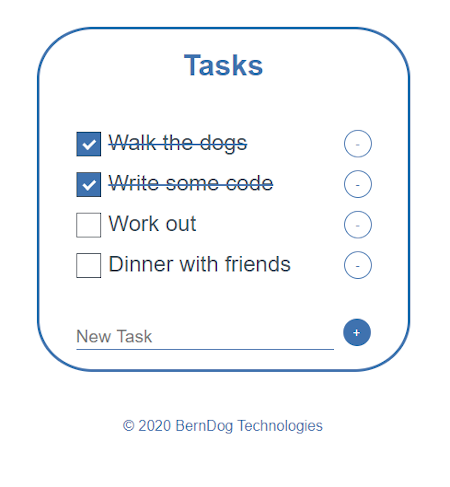 Tasks
Walk the dogs -
Write some code -
Work out -
Dinner with friends -
New Task +
© 2020 BernDog Technologies